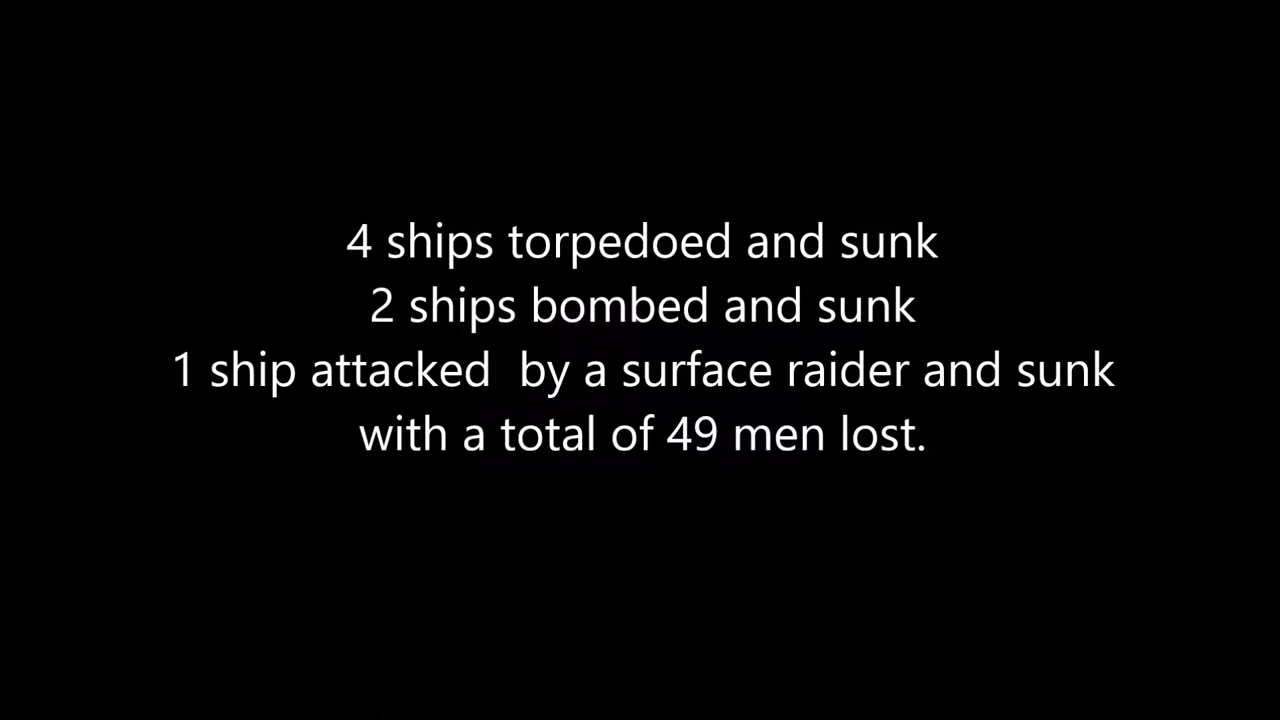 4 ships torpedoed and sunk
2 ships bombed and sunk
1 ship attacked  by a surface raider and sunk
with a total of 49 men lost.